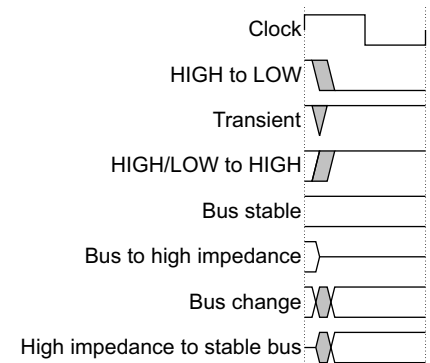 Clock
HIGH to LOW
Transient
HIGH/LOW to HIGH
Bus stable
Bus to high impedance
Bus change
High impedance to stable bus